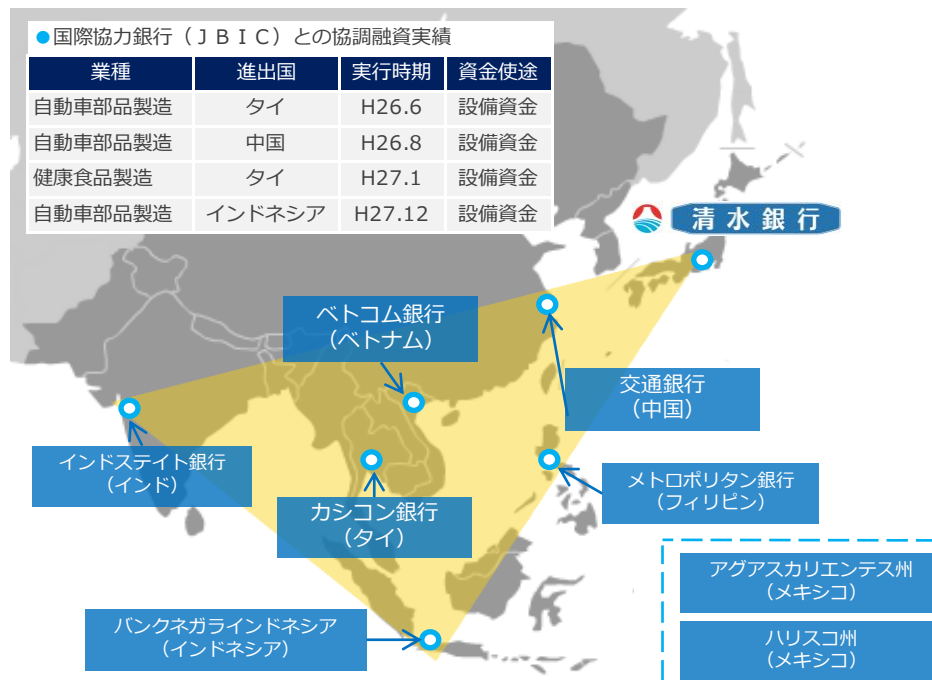 ●国際協力銀行（ＪＢＩＣ）との協調融資実績
業種 進出国 実行時期 資金使途
自動車部品製造 タイ H26.6 設備資金
自動車部品製造 中国 H26.8 設備資金
健康食品製造 タイ H27.1 設備資金
自動車部品製造 インドネシア H27.12 設備資金
清水銀行
ベトコム銀行
（ベトナム）
交通銀行
（中国）
インドステイト銀行
（インド）
カシコン銀行
（タイ）
メトロポリタン銀行
（フィリピン）
バンクネガラインドネシア
（インドネシア）
アグアスカリエンテス州
（メキシコ）
ハリスコ州
（メキシコ）